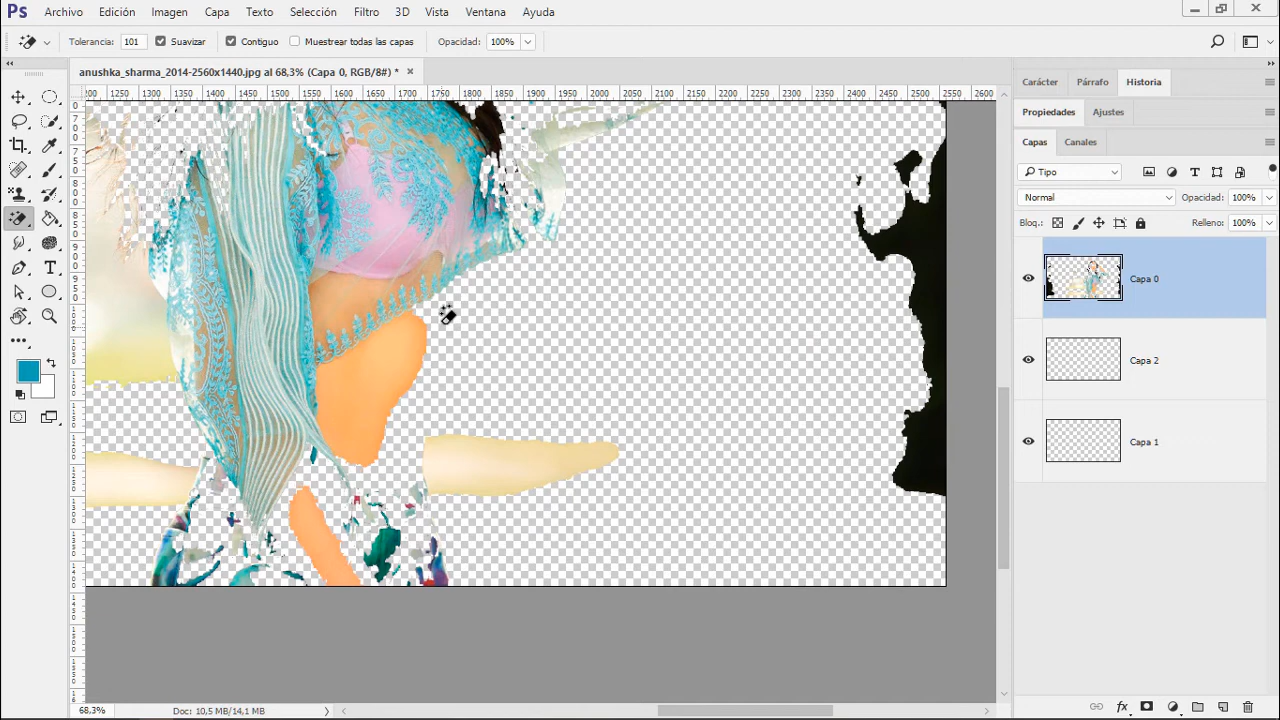 Ps Archivo Edición Imagen Capa Texto Selección Filtro 3D Vista Ventana Ayuda
Tolerancia: 101 Suavizar Contiguo Muestrear todas las capas Opacidad: 100%
anushka_sharma_2014-2560x1440.jpg al 68,3% (Capa 0, RGB/8#) * ×
Carácter Párrafo Historia
1250 1300 1350 1400 1450 1500 1550 1600 1650 1700 1750 1800 1850 1900 1950 2000 2050 2100 2150 2200 2250 2300 2350 2400 2450 2500 2550 2600
Propiedades Ajustes
Capas Canales
Tipo
Normal Opacidad: 100%
Bloq.: Relleno: 100%
Capa 0
Capa 2
Capa 1
68,3% Doc: 10,5 MB/14,1 MB